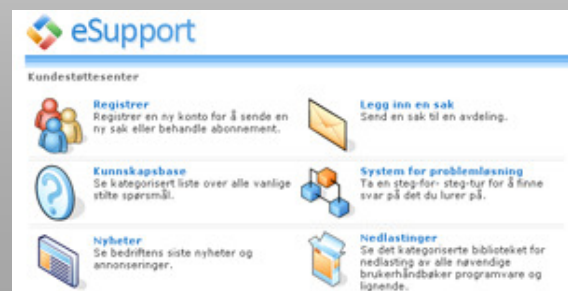 eSupport
Kundestøttesenter
Registrer
Registrer en ny konto for å sende en
ny sak eller behandle abonnement.
Legg inn en sak
Send en sak til en avdeling.
Kunnskapsbase
Se kategorisert liste over alle vanlige
stilte spørsmål.
System for problemløsning
Ta en steg-for- steg-tur for å finne
svar på det du lurer på.
Nyheter
Se bedriftens siste nyheter og
annonseringer.
Nedlastinger
Se det kategoriserte biblioteket for
nedlasting av alle nøvendige
brukerhåndbøker programvare og
lignende.